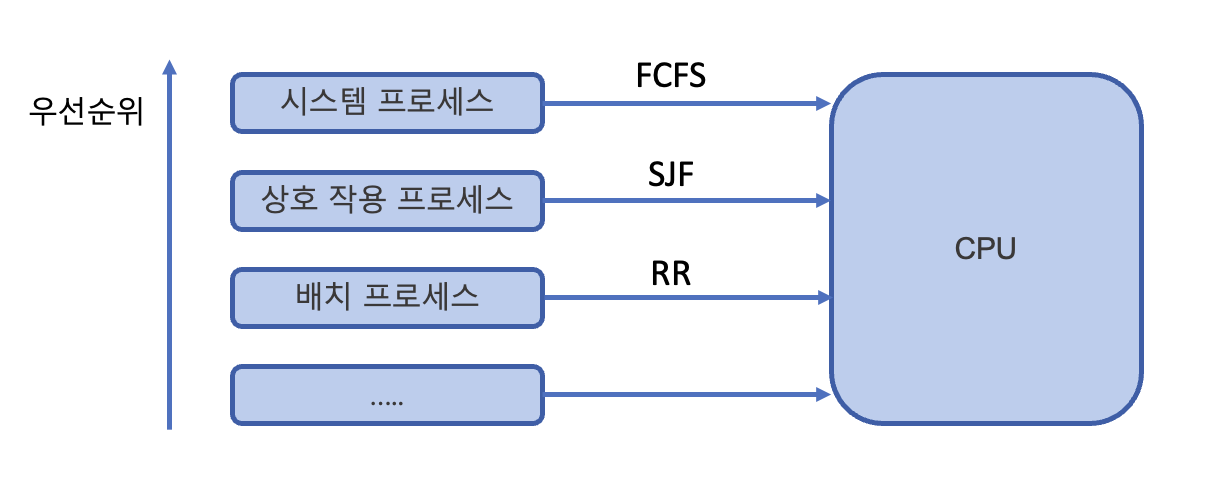 우선순위
시스템 프로세스
FCFS
상호 작용 프로세스
SJF
배치 프로세스
RR
.....
CPU